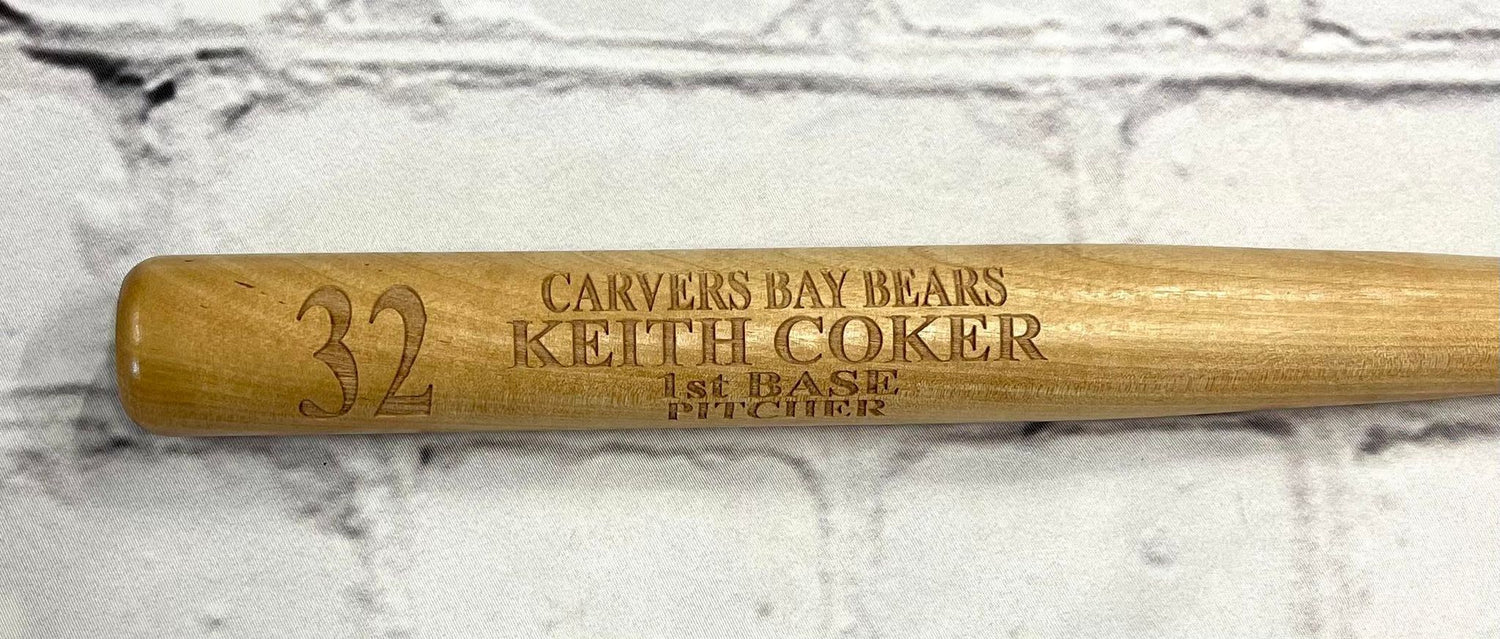 32
CARVERS BAY BEARS
KEITH COKER
1st BASE
PITCHER